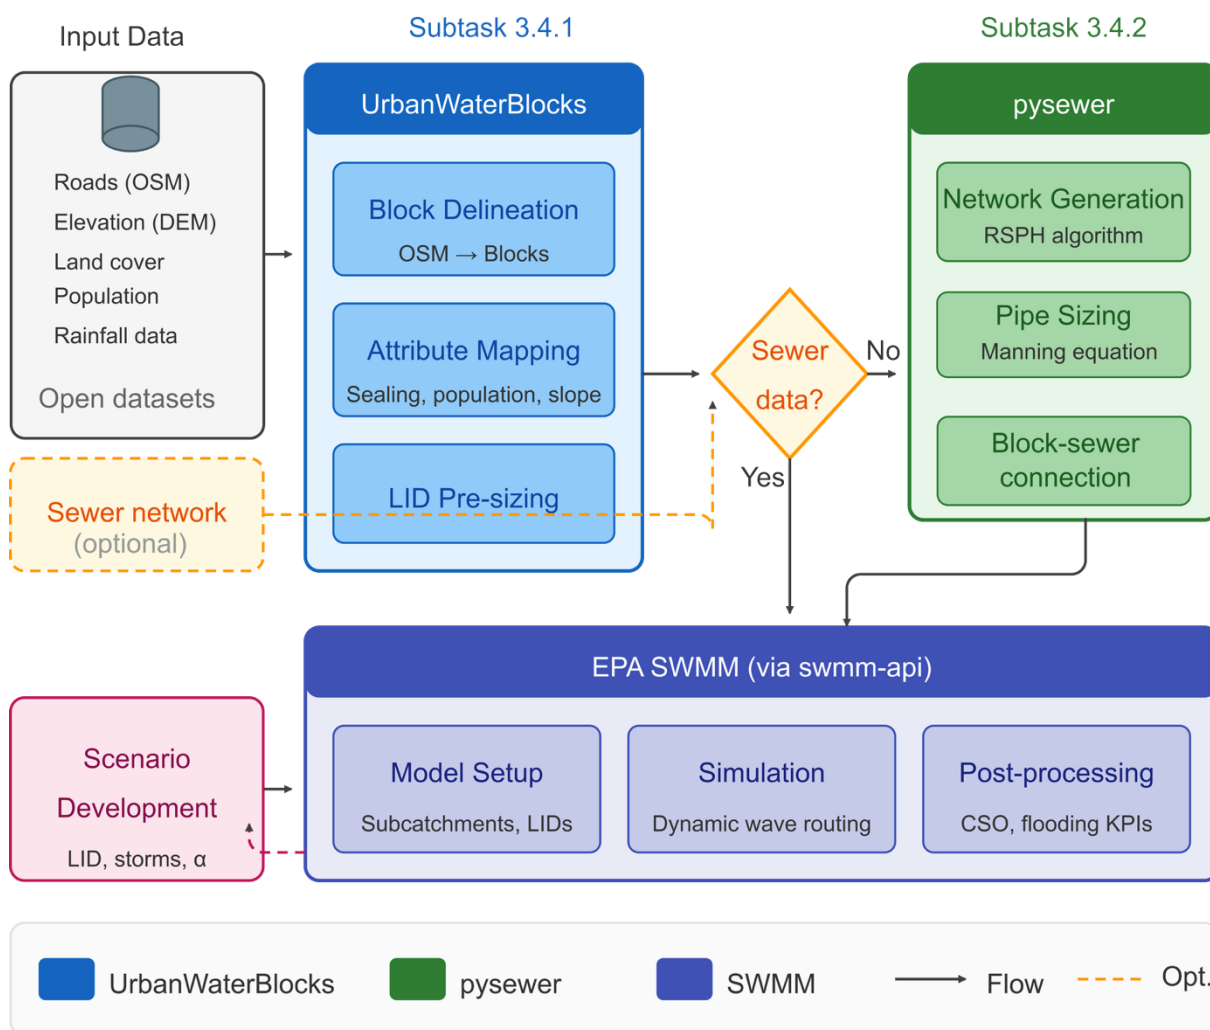 Input Data
Subtask 3.4.1
Subtask 3.4.2
Roads (OSM)
Elevation (DEM)
Land cover
Population
Rainfall data
Open datasets
Sewer network
(optional)
UrbanWaterBlocks
Block Delineation
OSM → Blocks
Attribute Mapping
Sealing, population, slope
LID Pre-sizing
Sewer
data?
No
Yes
pysewer
Network Generation
RSPH algorithm
Pipe Sizing
Manning equation
Block-sewer
connection
EPA SWMM (via swmm-api)
Scenario
Development
LID, storms, α
Model Setup
Subcatchments, LIDs
Simulation
Dynamic wave routing
Post-processing
CSO, flooding KPIs
UrbanWaterBlocks
pysewer
SWMM
Flow
Opt.